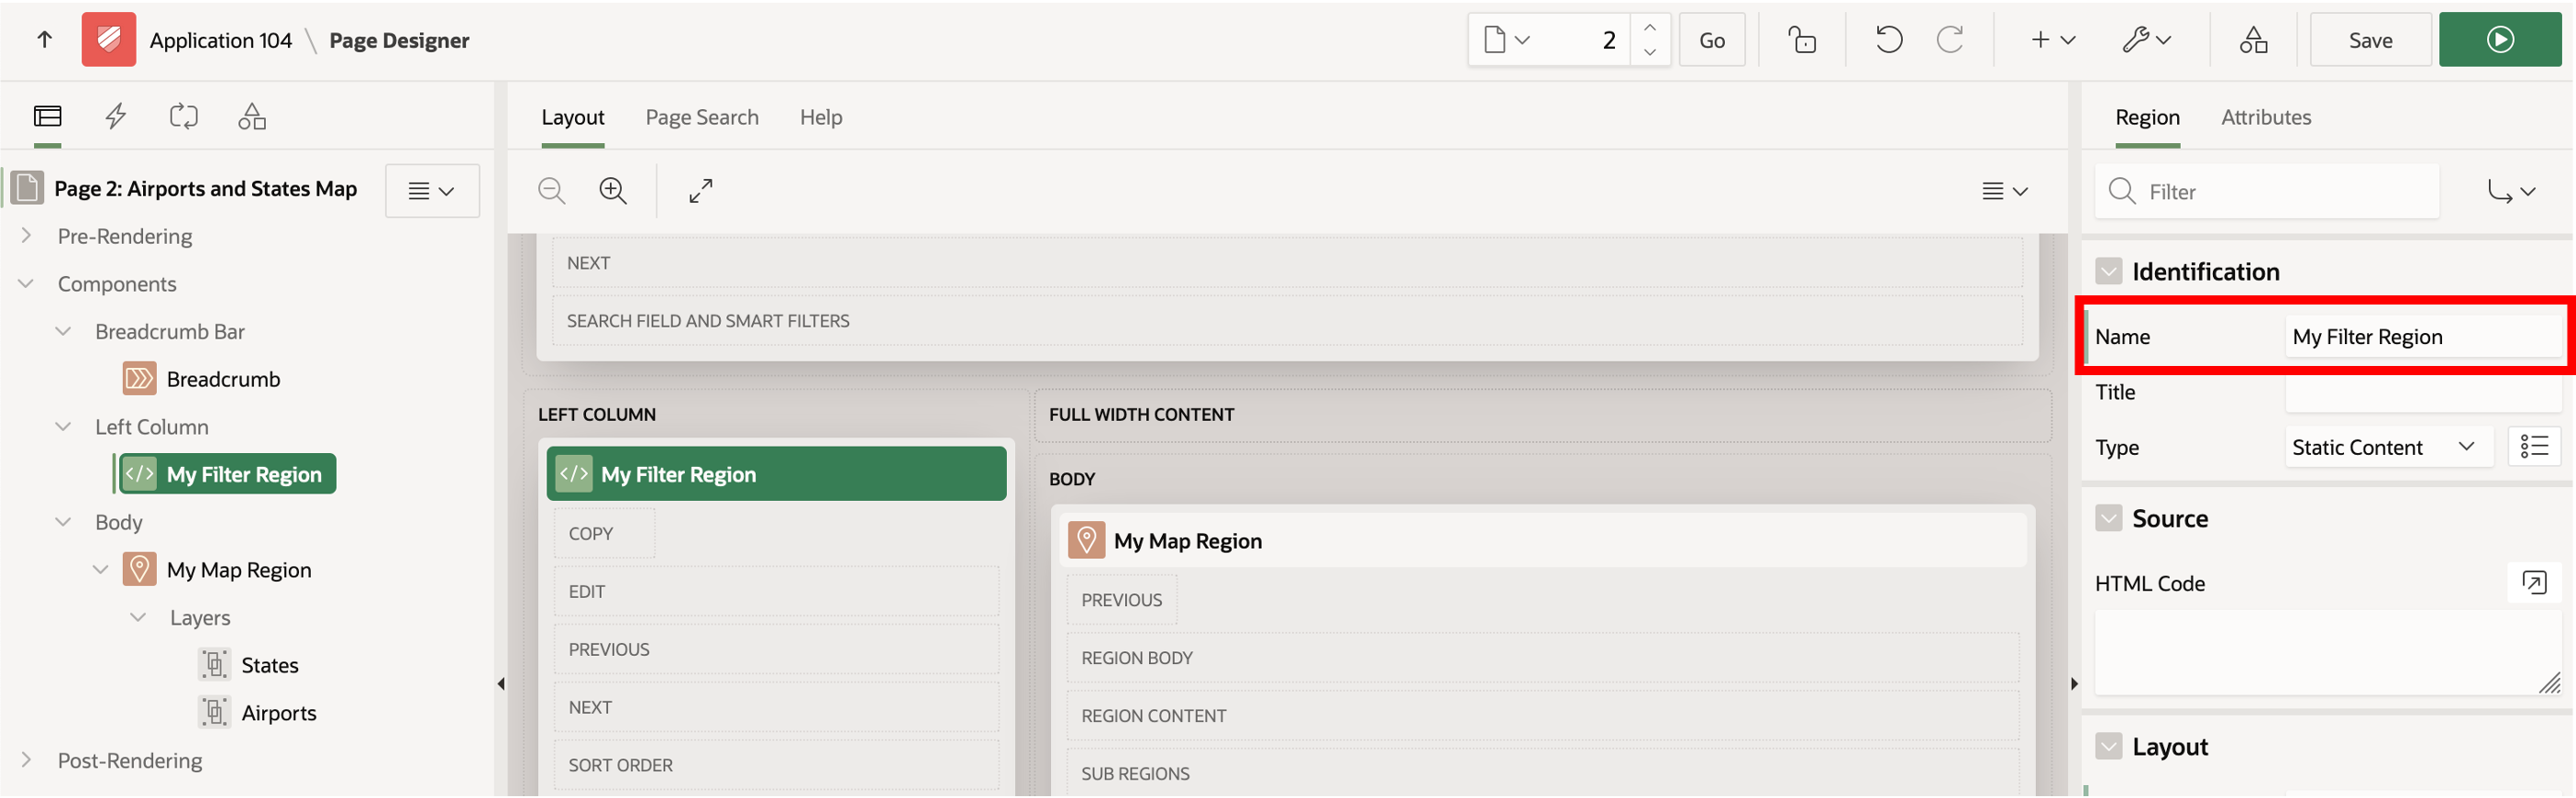 Application 104 \ Page Designer
2
Go
Save
Layout
Page Search
Help
Region
Attributes
Page 2: Airports and States Map
Pre-Rendering
Components
Breadcrumb Bar
Breadcrumb
Left Column
</> My Filter Region
Body
My Map Region
Layers
States
Airports
Post-Rendering
NEXT
SEARCH FIELD AND SMART FILTERS
LEFT COLUMN
</> My Filter Region
COPY
EDIT
PREVIOUS
NEXT
SORT ORDER
FULL WIDTH CONTENT
BODY
My Map Region
PREVIOUS
REGION BODY
REGION CONTENT
SUB REGIONS
Filter
Identification
Name My Filter Region
Title
Type Static Content
Source
HTML Code
Layout